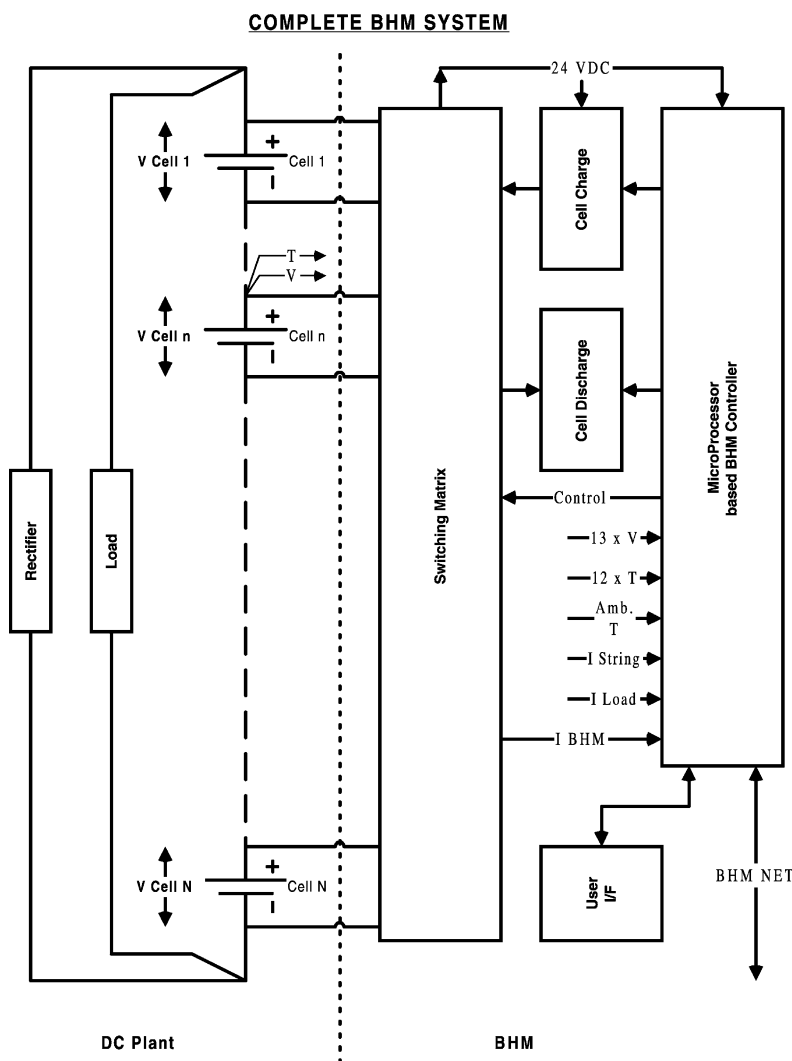 COMPLETE BHM SYSTEM
24 VDC
V Cell 1
+
Cell 1
Cell Charge
T
V
V Cell n
+
Cell n
Cell Discharge
MicroProcessor
based BHM Controller
Switching Matrix
Control
Rectifier
Load
13 x V
12 x T
Amb.
T
I String
I Load
I BHM
V Cell N
+
Cell N
User
I/F
BHM NET
DC Plant
BHM